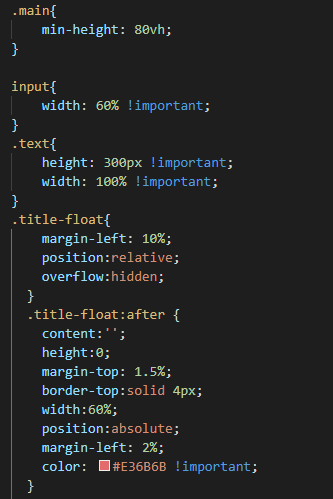 .main{
min-height: 80vh;
}
input{
width: 60% !important;
}
.text{
height: 300px !important;
width: 100% !important;
}
.title-float{
margin-left: 10%;
position:relative;
overflow:hidden;
}
.title-float:after {
content:'';
height:0;
margin-top: 1.5%;
border-top:solid 4px;
width:60%;
position:absolute;
margin-left: 2%;
color: #E36B6B !important;
}